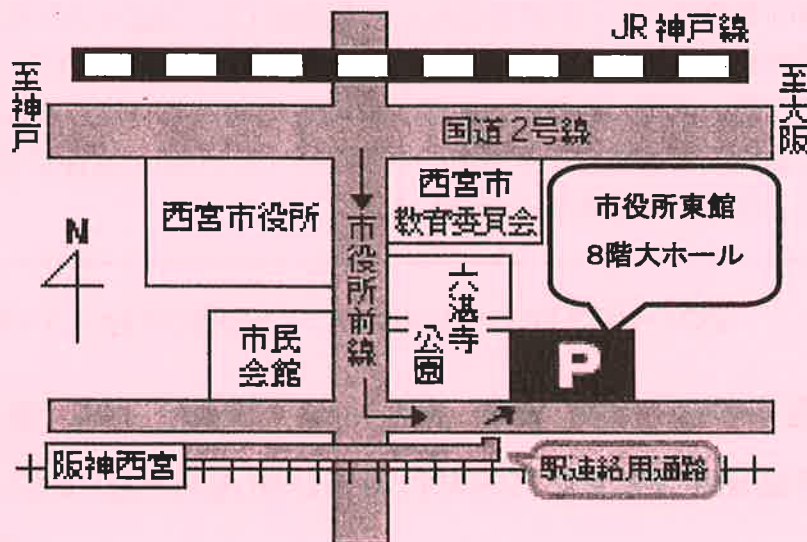 JR神戸線
至神戸
至大阪
国道2号線
西宮市役所
西宮市
教育委員会
市役所東館
8階大ホール
N
市役所前線
六湛寺
公園
市民
会館
P
阪神西宮
駅連絡用通路